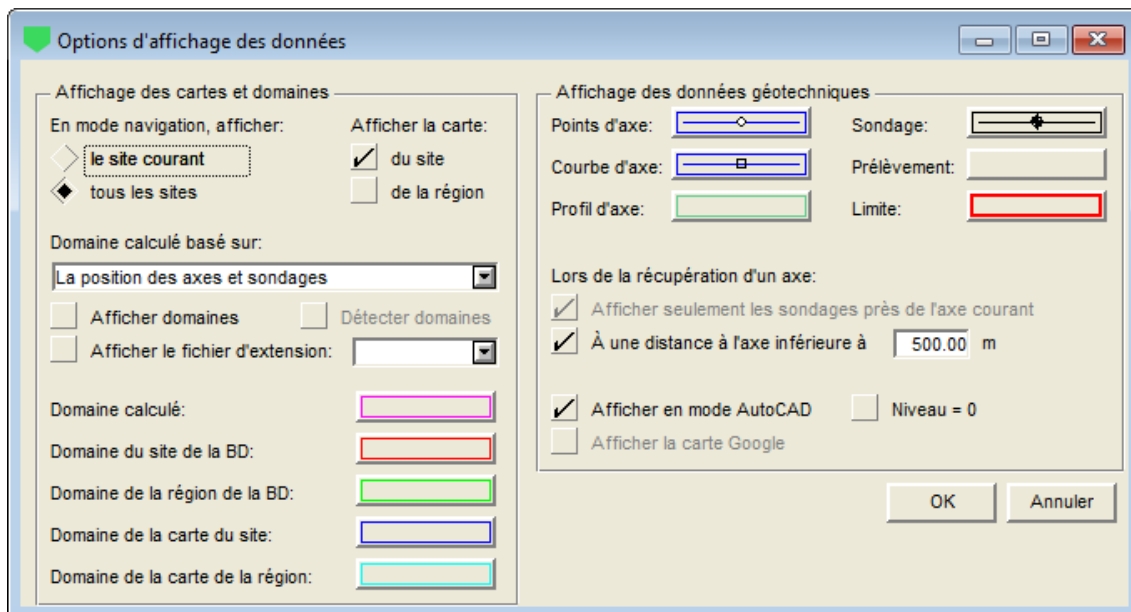 Options d'affichage des données
Affichage des cartes et domaines
En mode navigation, afficher:
Afficher la carte:
le site courant
du site
tous les sites
de la région
Domaine calculé basé sur:
La position des axes et sondages
Afficher domaines
Détecter domaines
Afficher le fichier d'extension:
Domaine calculé:
Domaine du site de la BD:
Domaine de la région de la BD:
Domaine de la carte du site:
Domaine de la carte de la région:
Affichage des données géotechniques
Points d'axe:
Sondage:
Courbe d'axe:
Prélèvement:
Profil d'axe:
Limite:
Lors de la récupération d'un axe:
Afficher seulement les sondages près de l'axe courant
À une distance à l'axe inférieure à 500.00 m
Afficher en mode AutoCAD
Niveau = 0
Afficher la carte Google
OK
Annuler